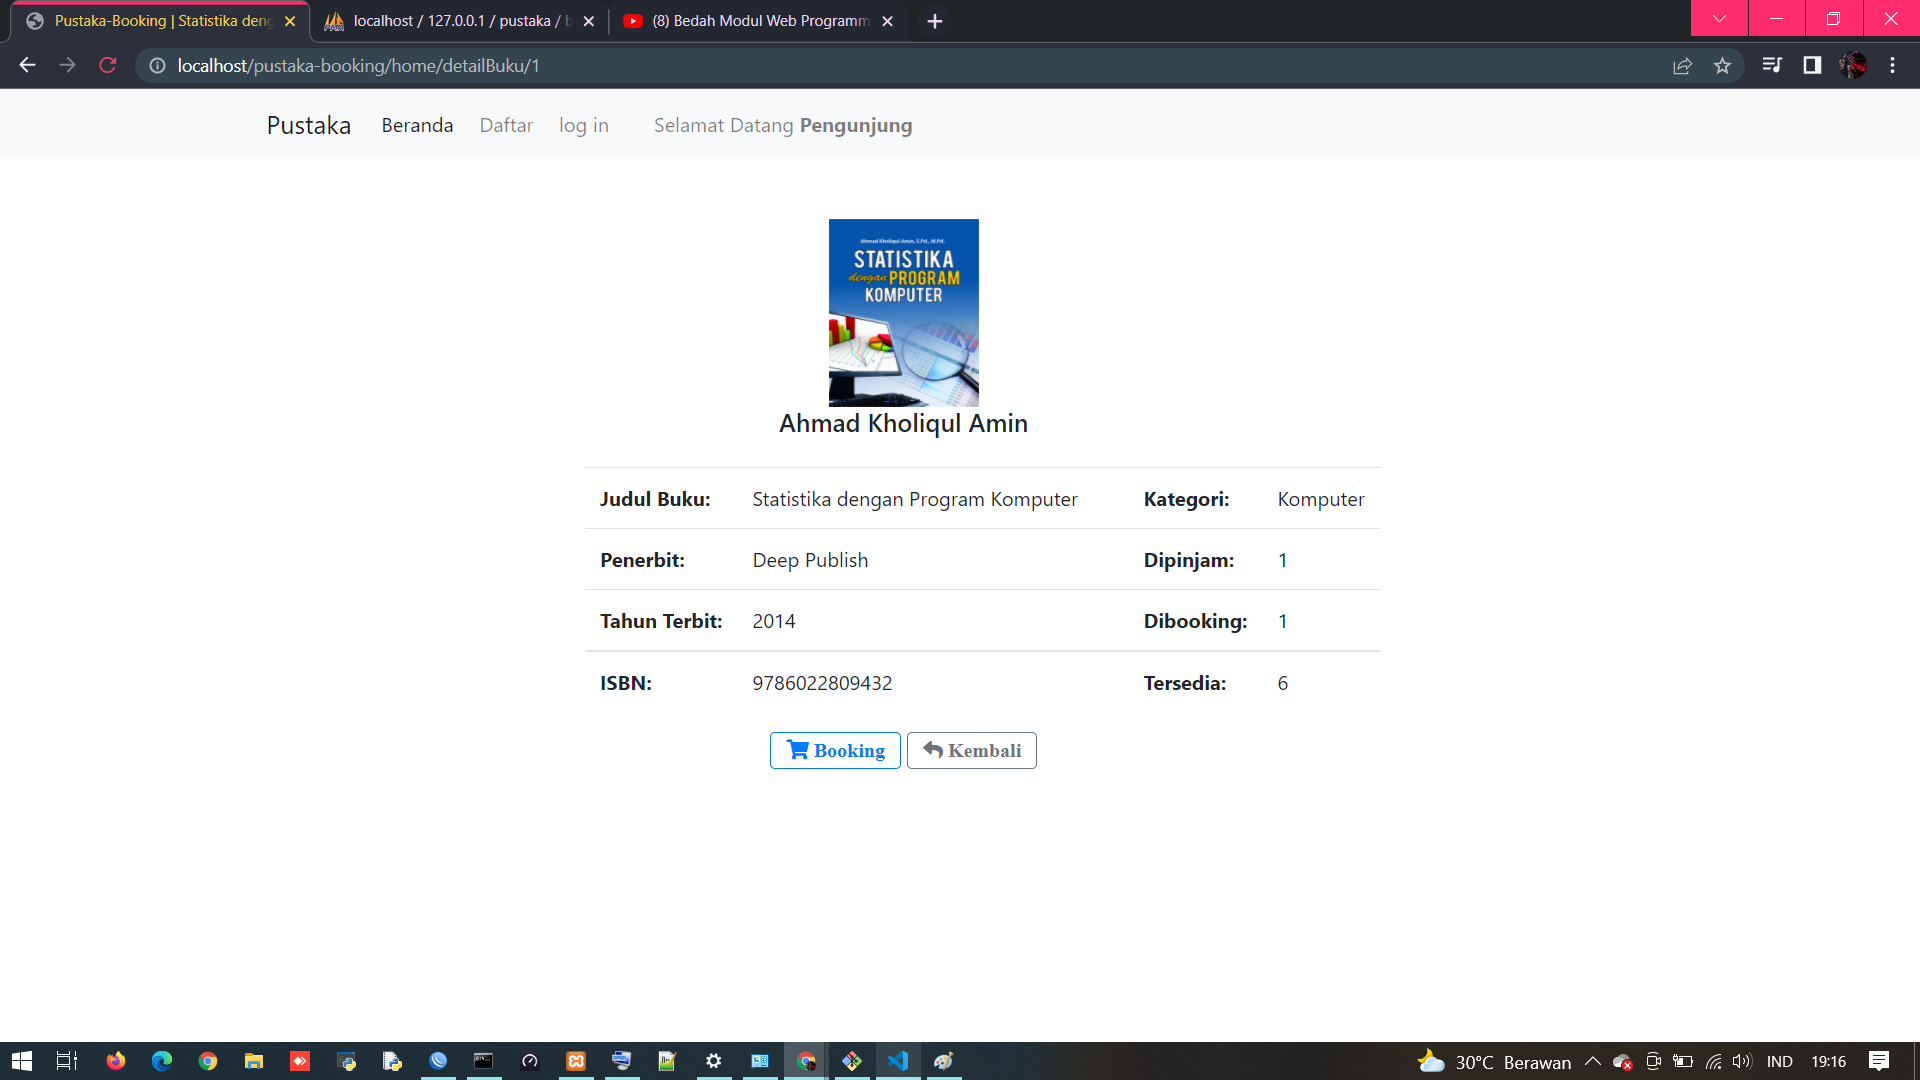 Pustaka-Booking | Statistika deng
localhost / 127.0.0.1 / pustaka / b
(8) Bedah Modul Web Programm
localhost/pustaka-booking/home/detailBuku/1
Pustaka Beranda Daftar log in Selamat Datang Pengunjung
Ahmad Kholiqul Amin, S.Pd., M.Pd.
STATISTIKA
dengan PROGRAM
KOMPUTER
Ahmad Kholiqul Amin
Judul Buku: Statistika dengan Program Komputer Kategori: Komputer
Penerbit: Deep Publish Dipinjam: 1
Tahun Terbit: 2014 Dibooking: 1
ISBN: 9786022809432 Tersedia: 6
Booking Kembali
30°C Berawan IND 19:16